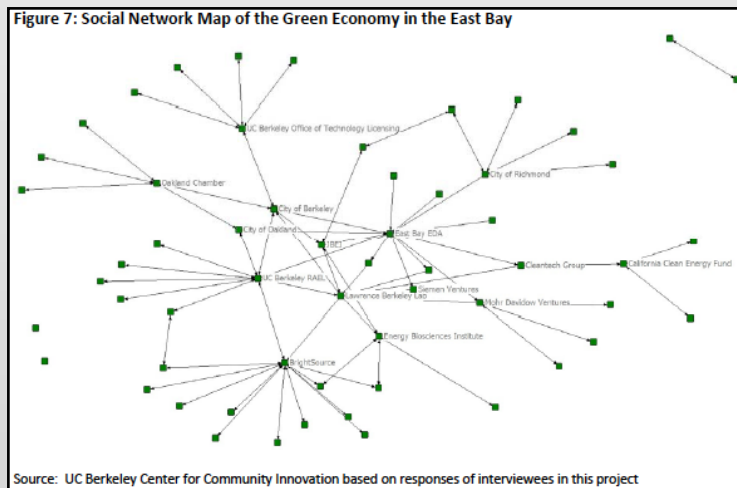 Figure 7: Social Network Map of the Green Economy in the East Bay
UC Berkeley Office of Technology Licensing
City of Richmond
Oakland Chamber
City of Berkeley
City of Oakland
East Bay EDA
JBEI
Cleantech Group
California Clean Energy Fund
UC Berkeley RAEL
Siemen Ventures
Lawrence Berkeley Lab
Mohr Davidow Ventures
Energy Biosciences Institute
BrightSource
Source: UC Berkeley Center for Community Innovation based on responses of interviewees in this project